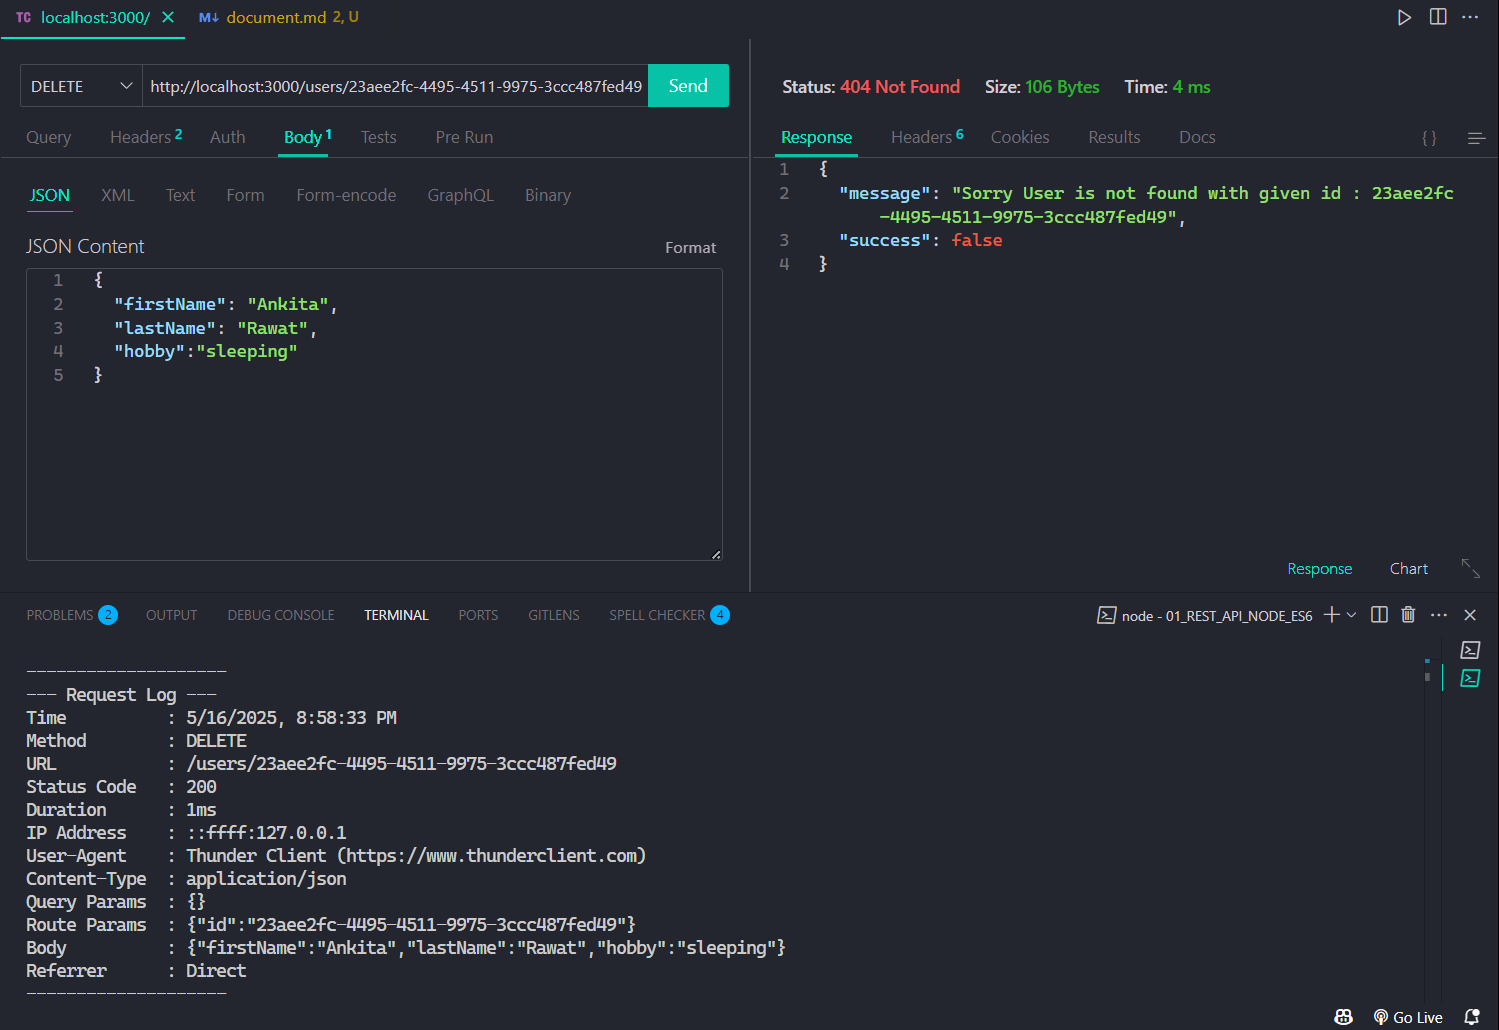 TC localhost:3000/ ×
M↓ document.md 2, U
DELETE
http://localhost:3000/users/23aee2fc-4495-4511-9975-3ccc487fed49
Send
Query Headers 2 Auth Body 1 Tests Pre Run
JSON XML Text Form Form-encode GraphQL Binary
JSON Content
Format
1 {
2 "firstName": "Ankita",
3 "lastName": "Rawat",
4 "hobby":"sleeping"
5 }
Status: 404 Not Found Size: 106 Bytes Time: 4 ms
Response Headers 6 Cookies Results Docs { }
1 {
2 "message": "Sorry User is not found with given id : 23aee2fc
-4495-4511-9975-3ccc487fed49",
3 "success": false
4 }
Response Chart
PROBLEMS 2 OUTPUT DEBUG CONSOLE TERMINAL PORTS GITLENS SPELL CHECKER 4
node - 01_REST_API_NODE_ES6
--------------------
--- Request Log ---
Time : 5/16/2025, 8:58:33 PM
Method : DELETE
URL : /users/23aee2fc-4495-4511-9975-3ccc487fed49
Status Code : 200
Duration : 1ms
IP Address : ::ffff:127.0.0.1
User-Agent : Thunder Client (https://www.thunderclient.com)
Content-Type : application/json
Query Params : {}
Route Params : {"id":"23aee2fc-4495-4511-9975-3ccc487fed49"}
Body : {"firstName":"Ankita","lastName":"Rawat","hobby":"sleeping"}
Referrer : Direct
--------------------
Go Live